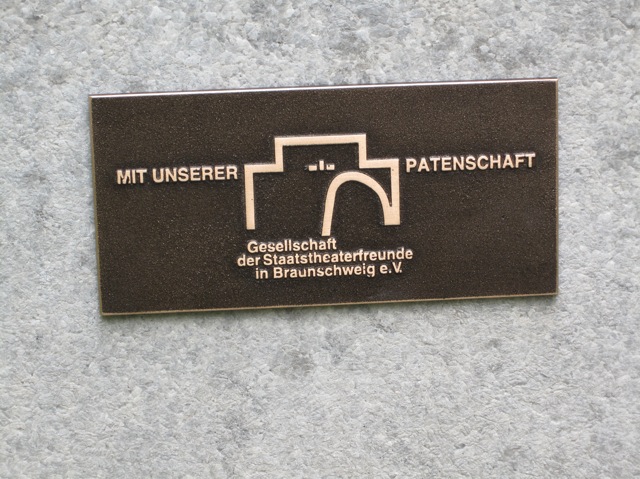 MIT UNSERER PATENSCHAFT
Gesellschaft
der Staatstheaterfreunde
in Braunschweig e.V.